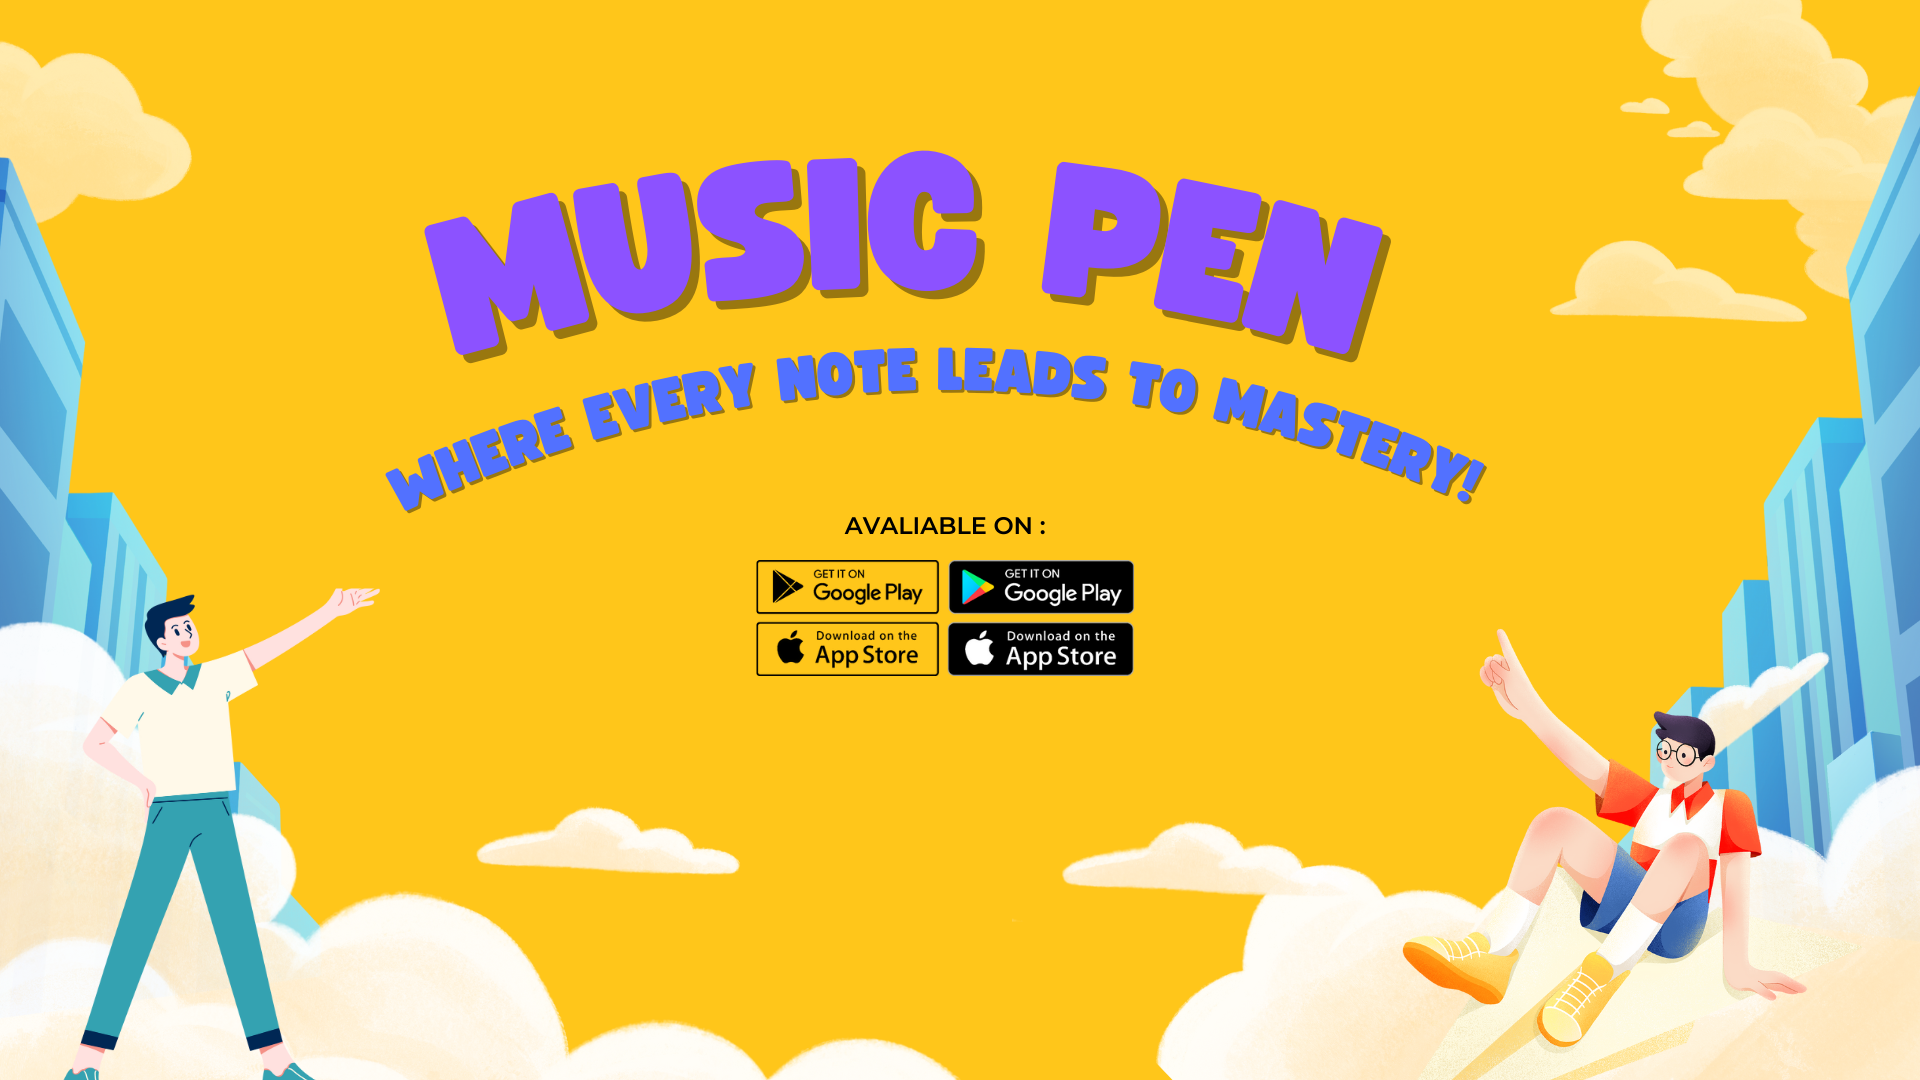 MUSIC PEN
WHERE EVERY NOTE LEADS TO MASTERY!
AVALIABLE ON :
GET IT ON
Google Play
GET IT ON
Google Play
Download on the
App Store
Download on the
App Store